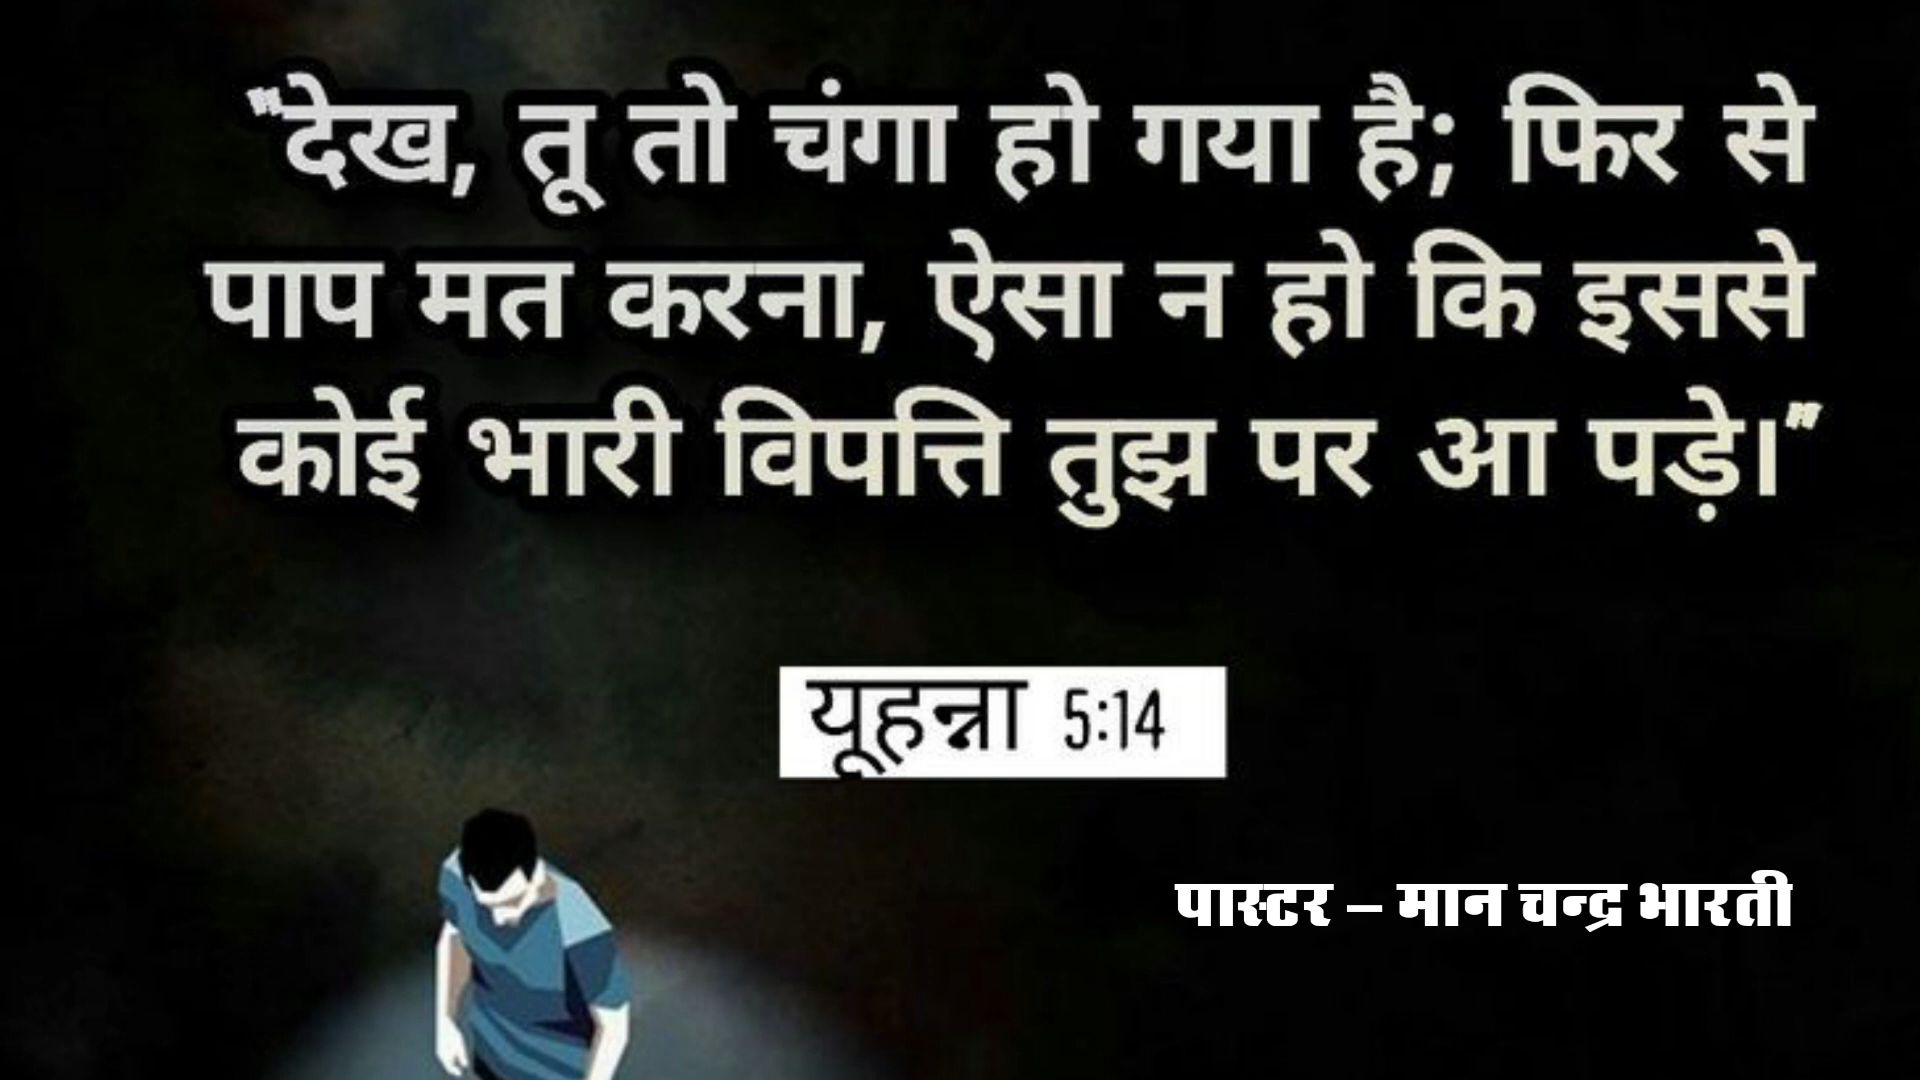 "देख, तू तो चंगा हो गया है; फिर से
पाप मत करना, ऐसा न हो कि इससे
कोई भारी विपत्ति तुझ पर आ पड़े।"
यूहन्ना 5:14
पास्टर – मान चन्द्र भारती